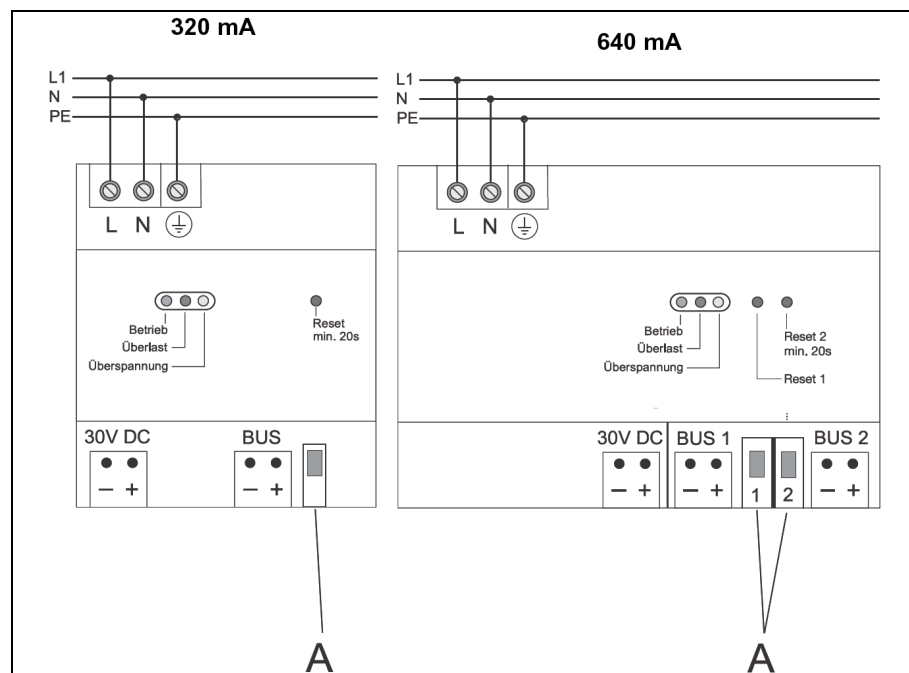 320 mA
L1
N
PE
L N
Betrieb
Überlast
Überspannung
Reset
min. 20s
30V DC
BUS
− +
− +
A
640 mA
L1
N
PE
L N
Betrieb
Überlast
Überspannung
Reset 2
min. 20s
Reset 1
30V DC
BUS 1
BUS 2
− +
− +
1
2
− +
A